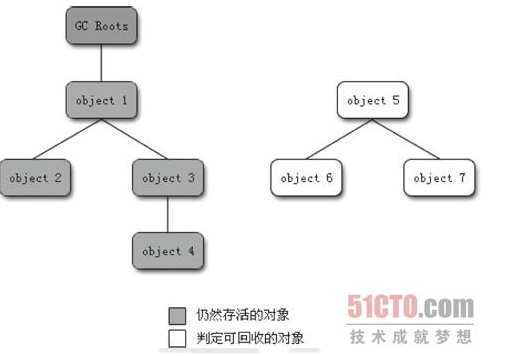 GC Roots
object 1
object 5
object 2
object 3
object 6
object 7
object 4
仍然存活的对象
判定可回收的对象
51CTO.com
技术成就梦想